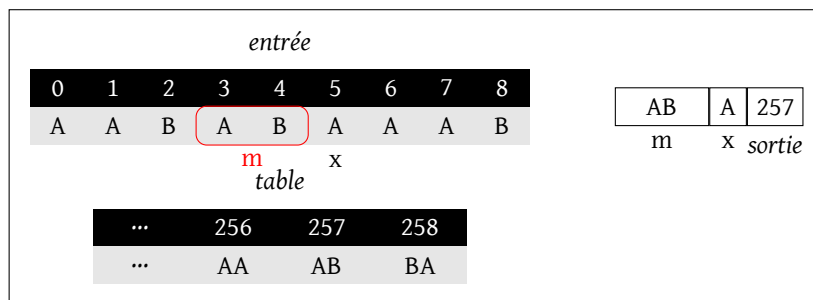 entrée
0 1 2 3 4 5 6 7 8
A A B A B A A A B
m x
table
... 256 257 258
... AA AB BA
AB A 257
m x sortie